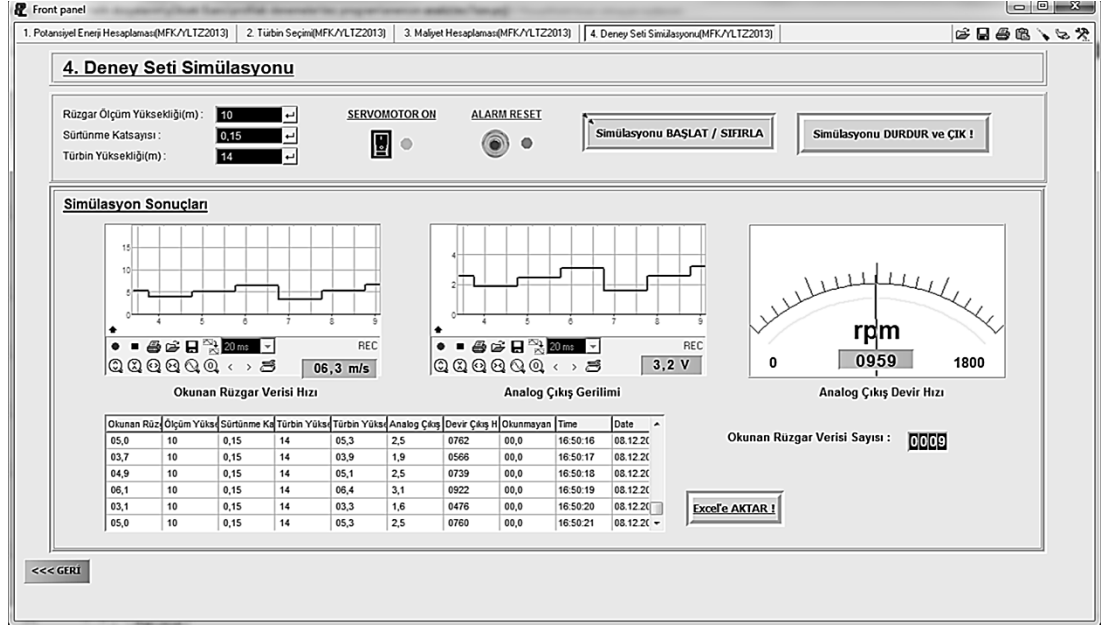 Front panel
1. Potansiyel Enerji Hesaplaması(MFK/YLTZ2013) 2. Türbin Seçimi(MFK/YLTZ2013) 3. Maliyet Hesaplaması(MFK/YLTZ2013) 4. Deney Seti Simülasyonu(MFK/YLTZ2013)
4. Deney Seti Simülasyonu
Rüzgar Ölçüm Yüksekliği(m) : 10
Sürtünme Katsayısı : 0,15
Türbin Yüksekliği(m) : 14
SERVOMOTOR ON
ALARM RESET
Simülasyonu BAŞLAT / SIFIRLA
Simülasyonu DURDUR ve ÇIK !
Simülasyon Sonuçları
15
10
5
0
4 5 6 7 8 9
20 ms REC
06,3 m/s
Okunan Rüzgar Verisi Hızı
4
2
0
4 5 6 7 8 9
20 ms REC
3,2 V
Analog Çıkış Gerilimi
rpm
0 0959 1800
Analog Çıkış Devir Hızı
Okunan Rüz Ölçüm Yükse Sürtünme Ka Türbin Yükse Türbin Yükse Analog Çıkış Devir Çıkış H Okunmayan Time Date
05,0 10 0,15 14 05,3 2,5 0762 00,0 16:50:16 08.12.20
03,7 10 0,15 14 03,9 1,9 0566 00,0 16:50:17 08.12.20
04,9 10 0,15 14 05,1 2,5 0739 00,0 16:50:18 08.12.20
06,1 10 0,15 14 06,4 3,1 0922 00,0 16:50:19 08.12.20
03,1 10 0,15 14 03,3 1,6 0476 00,0 16:50:20 08.12.20
05,0 10 0,15 14 05,3 2,5 0760 00,0 16:50:21 08.12.20
Okunan Rüzgar Verisi Sayısı : 0009
Excel'e AKTAR !
<<< GERİ